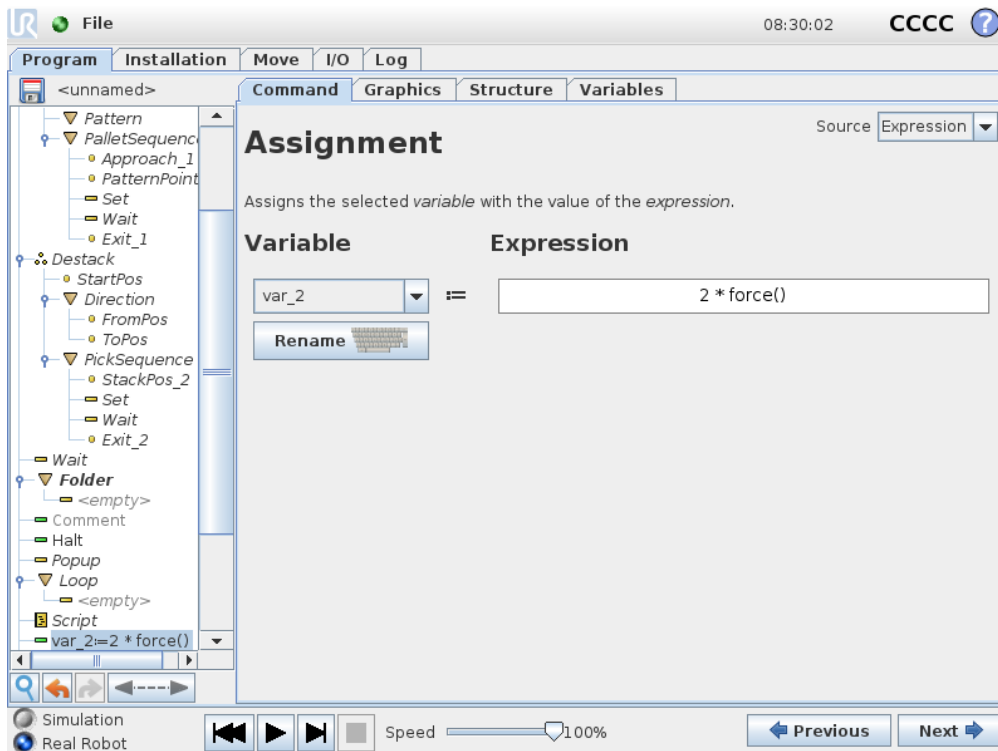 UR File 08:30:02 CCCC ?
Program Installation Move I/O Log
<unnamed>
Command Graphics Structure Variables
Pattern
PalletSequenc
Approach_1
PatternPoint
Set
Wait
Exit_1
Destack
StartPos
Direction
FromPos
ToPos
PickSequence
StackPos_2
Set
Wait
Exit_2
Wait
Folder
<empty>
Comment
Halt
Popup
Loop
<empty>
Script
var_2:=2 * force()
Assignment
Source Expression
Assigns the selected variable with the value of the expression.
Variable Expression
var_2 := 2 * force()
Rename
Simulation
Real Robot
Speed 100%
Previous Next